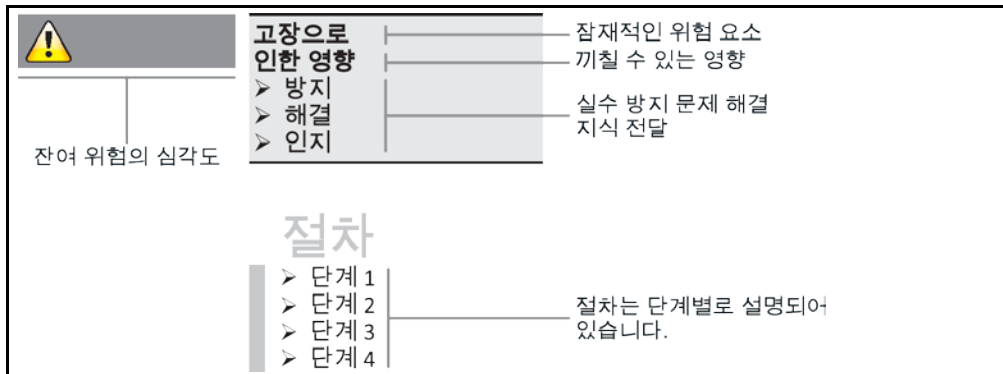 고장으로
인한 영향
➢ 방지
➢ 해결
➢ 인지
잠재적인 위험 요소
끼칠 수 있는 영향
실수 방지 문제 해결
지식 전달
잔여 위험의 심각도
절차
➢ 단계 1
➢ 단계 2
➢ 단계 3
➢ 단계 4
절차는 단계별로 설명되어
있습니다.